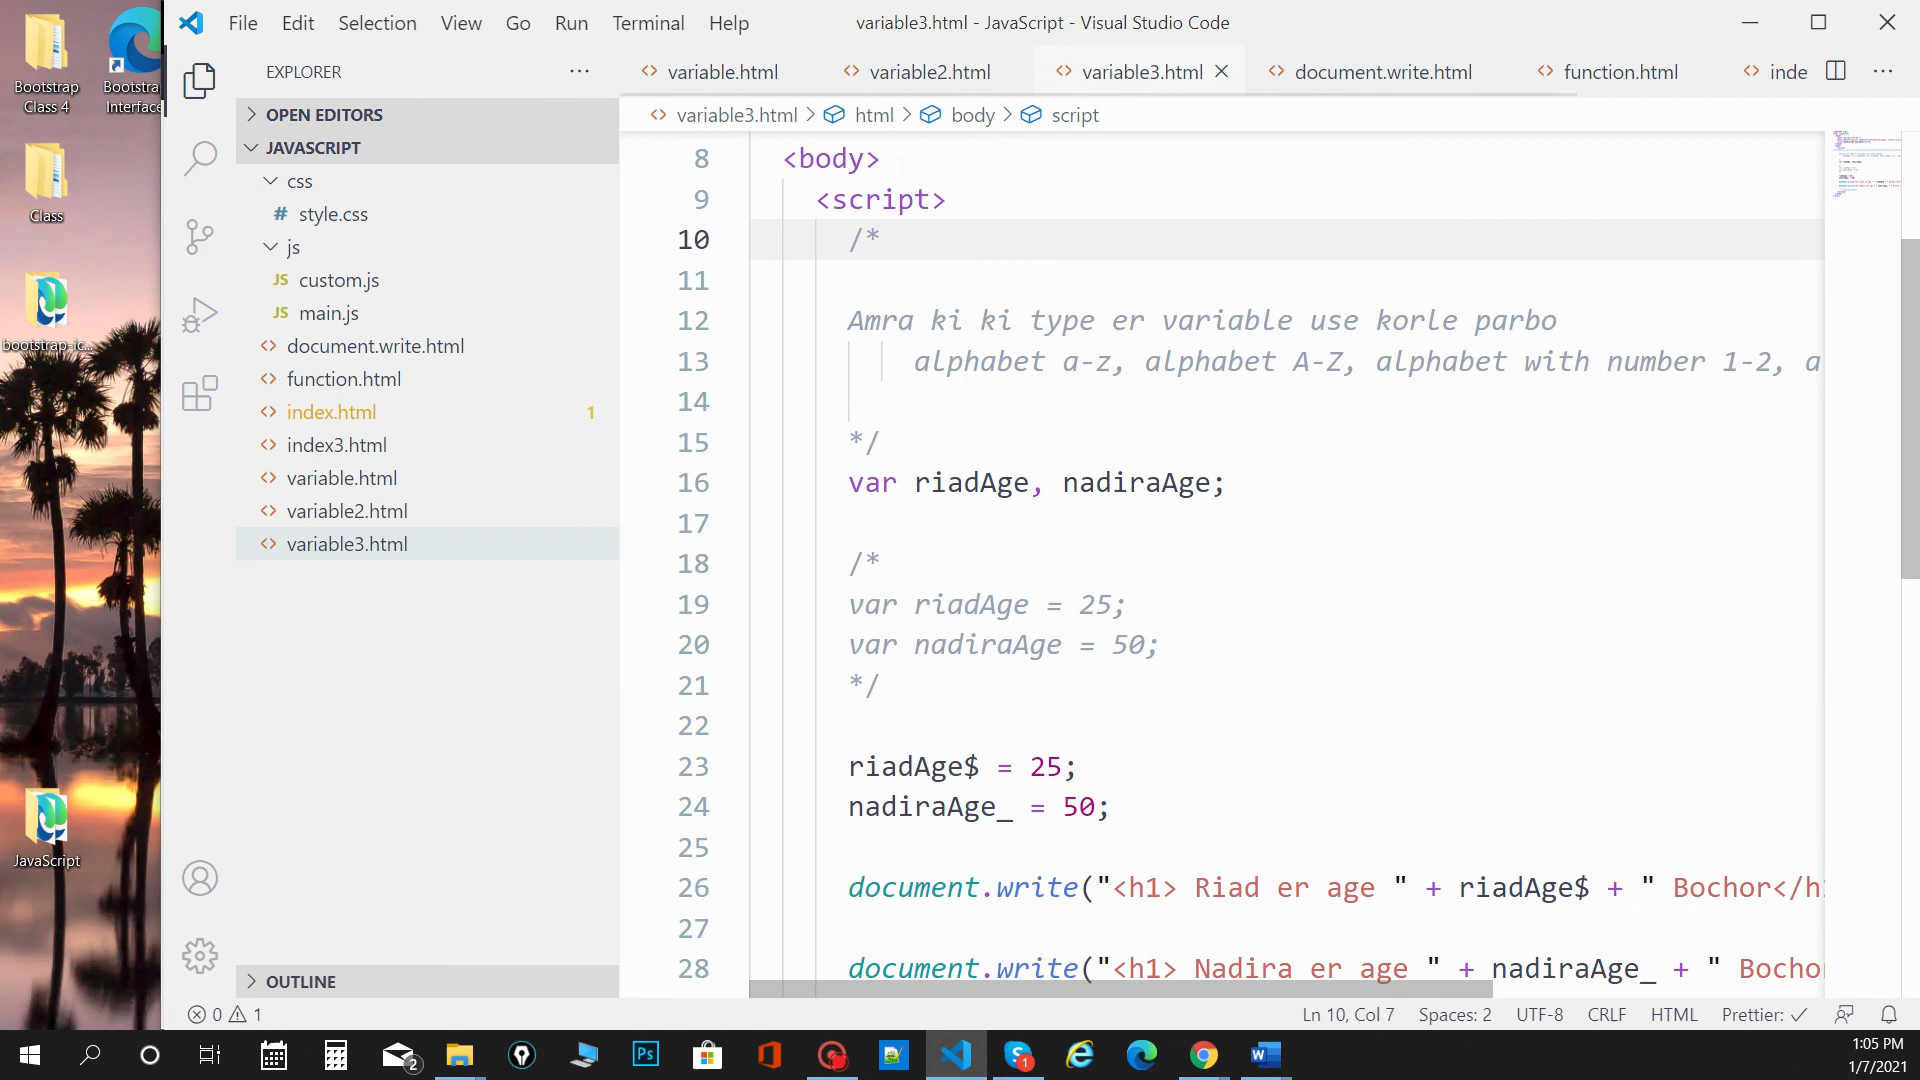 Bootstrap
Class 4
Bootstra
Interface
Class
bootstrap-ic...
JavaScript
File Edit Selection View Go Run Terminal Help
variable3.html - JavaScript - Visual Studio Code
EXPLORER
OPEN EDITORS
JAVASCRIPT
css
# style.css
js
JS custom.js
JS main.js
<> document.write.html
<> function.html
<> index.html 1
<> index3.html
<> variable.html
<> variable2.html
<> variable3.html
OUTLINE
<> variable.html <> variable2.html <> variable3.html <> document.write.html <> function.html <> inde
<> variable3.html > html > body > script
8 <body>
9 <script>
10 /*
11
12 Amra ki ki type er variable use korle parbo
13 alphabet a-z, alphabet A-Z, alphabet with number 1-2, a
14
15 */
16 var riadAge, nadiraAge;
17
18 /*
19 var riadAge = 25;
20 var nadiraAge = 50;
21 */
22
23 riadAge$ = 25;
24 nadiraAge_ = 50;
25
26 document.write("<h1> Riad er age " + riadAge$ + " Bochor</h
27
28 document.write("<h1> Nadira er age " + nadiraAge_ + " Bocho
0 1
Ln 10, Col 7 Spaces: 2 UTF-8 CRLF HTML Prettier: ✓
2
Ps
1
1:05 PM
1/7/2021